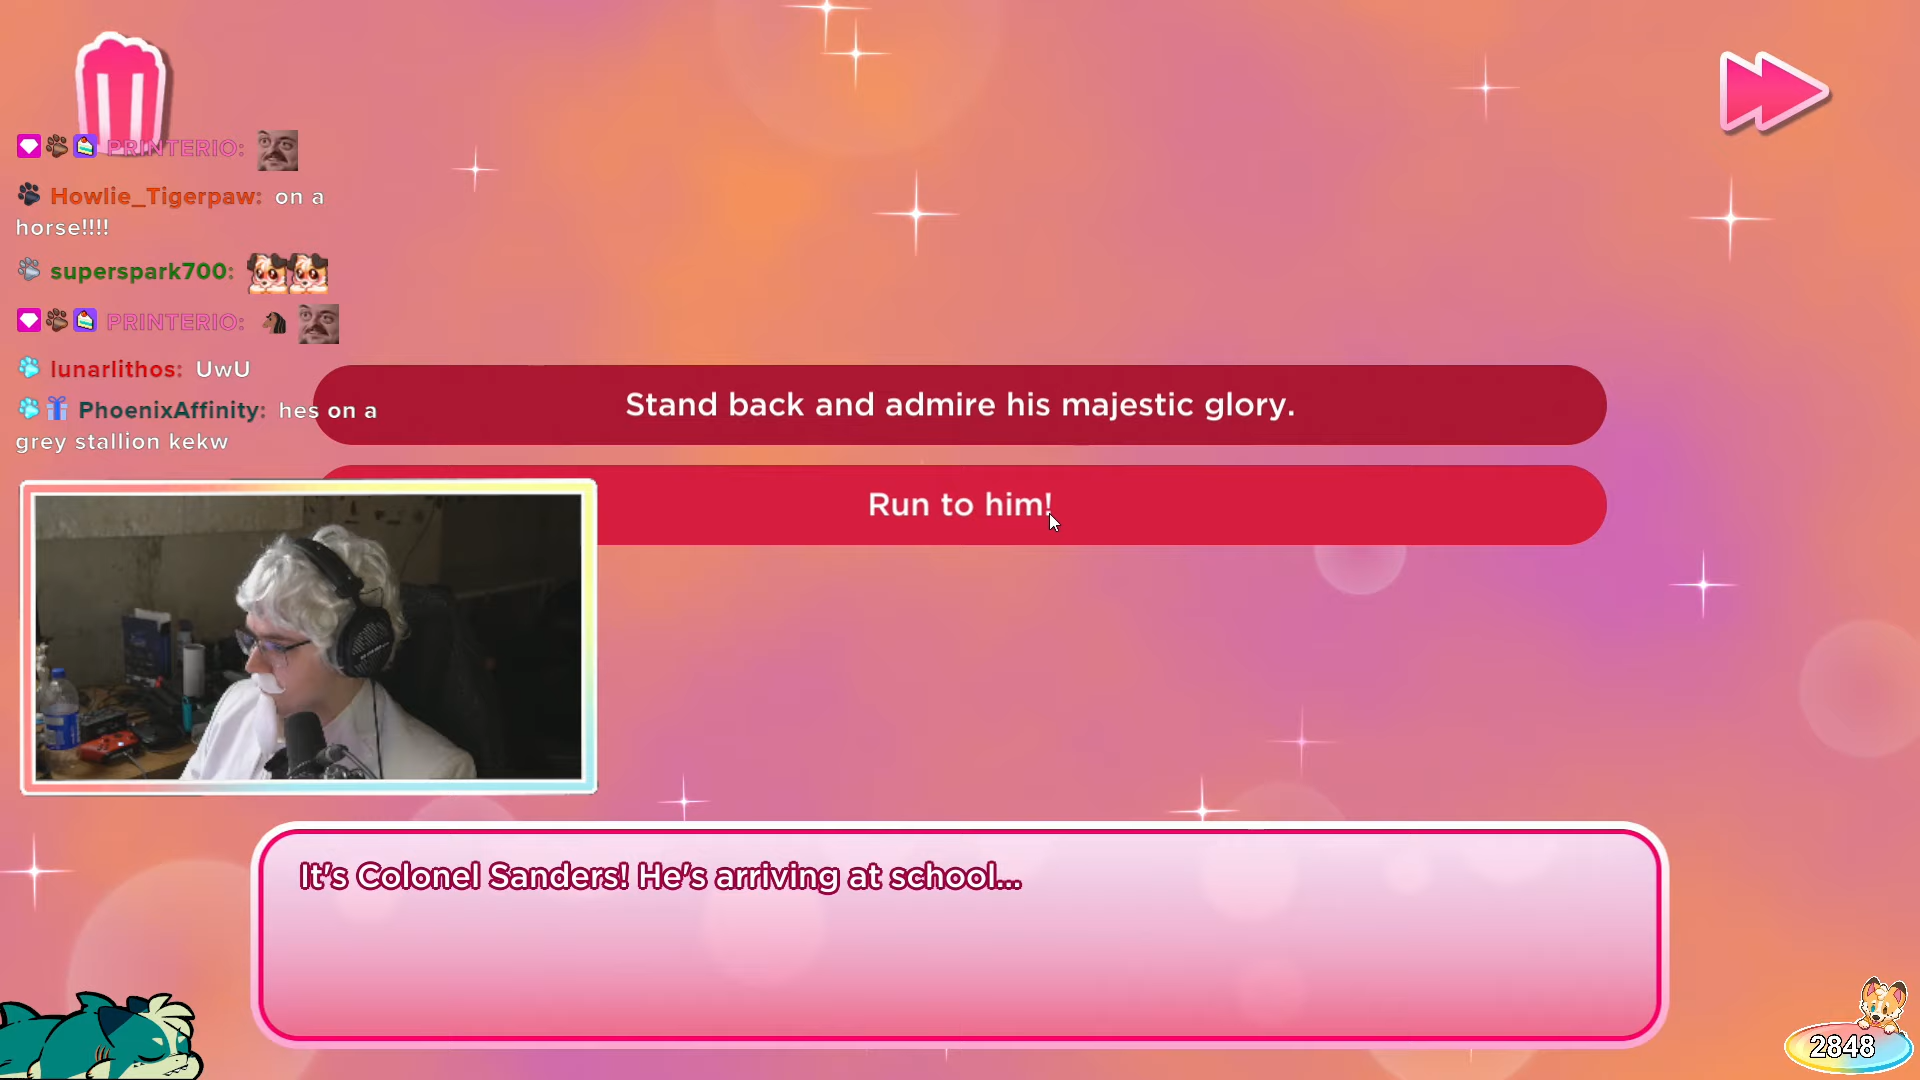 PRINTERIO:
Howlie_Tigerpaw: on a
horse!!!!
superspark700:
PRINTERIO:
lunarlithos: UwU
PhoenixAffinity: hes on a
grey stallion kekw
Stand back and admire his majestic glory.
Run to him!
It's Colonel Sanders! He's arriving at school...
2848